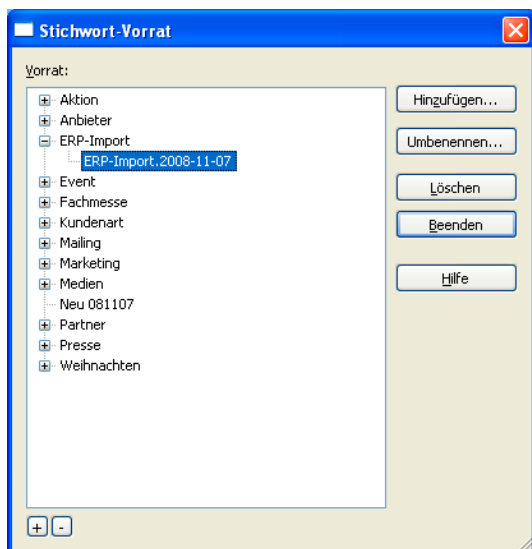 Stichwort-Vorrat
Vorrat:
Aktion
Anbieter
ERP-Import
ERP-Import.2008-11-07
Event
Fachmesse
Kundenart
Mailing
Marketing
Medien
Neu 081107
Partner
Presse
Weihnachten
Hinzufügen...
Umbenennen...
Löschen
Beenden
Hilfe
+ -